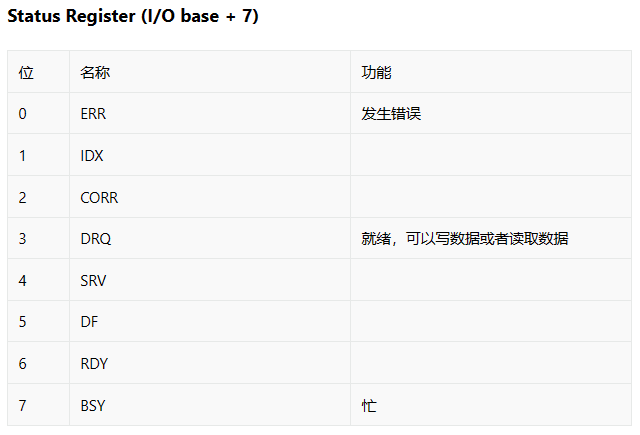 Status Register (I/O base + 7)
位 名称 功能
0 ERR 发生错误
1 IDX
2 CORR
3 DRQ 就绪，可以写数据或者读取数据
4 SRV
5 DF
6 RDY
7 BSY 忙